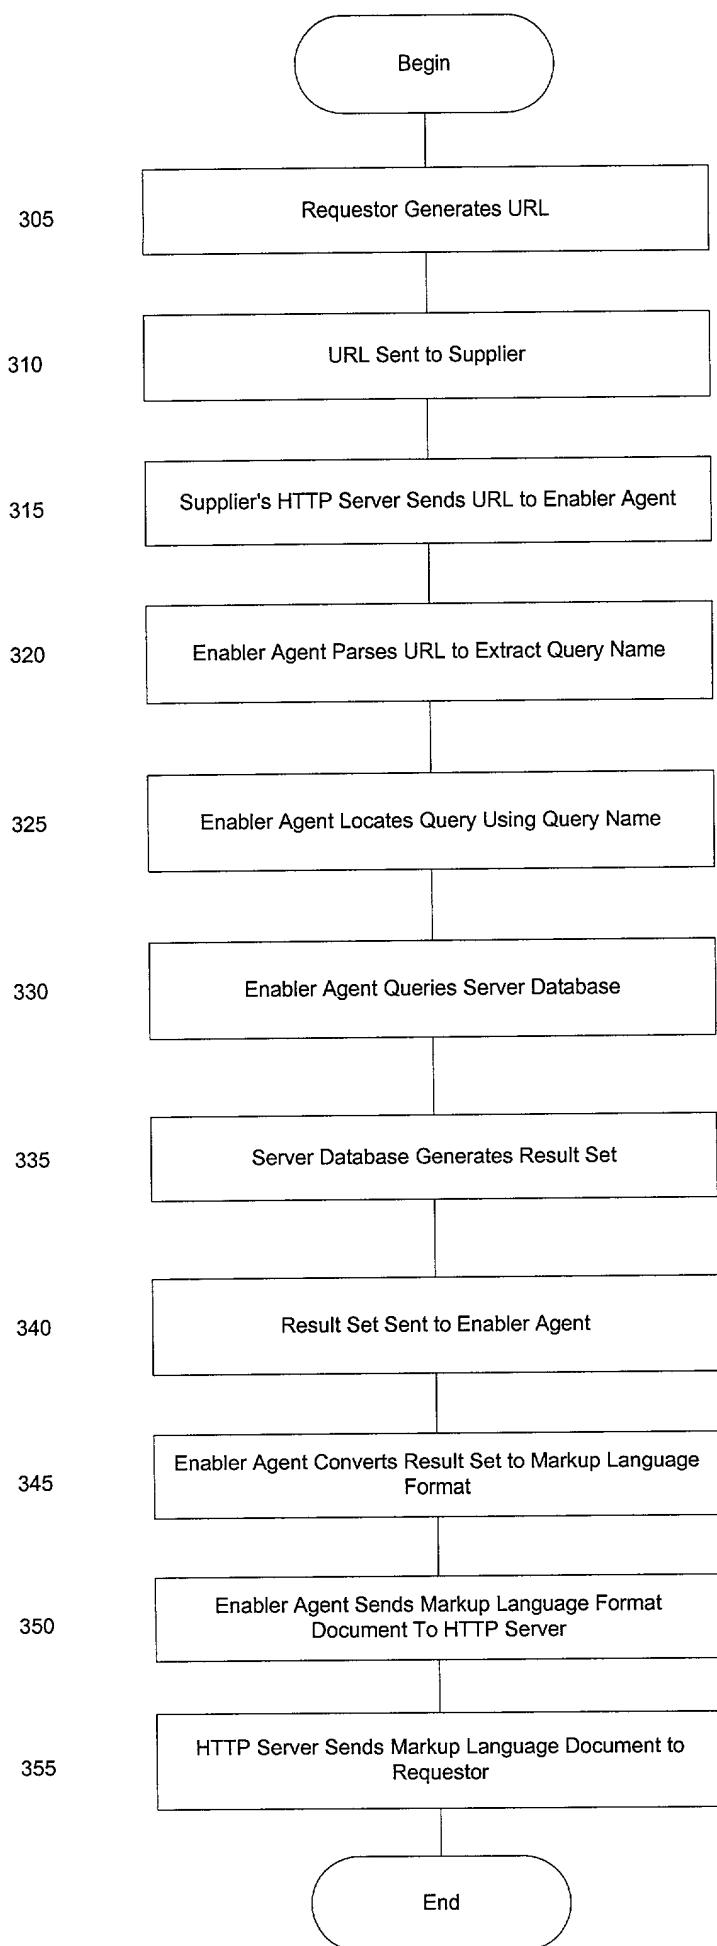 Begin
305
Requestor Generates URL
310
URL Sent to Supplier
315
Supplier's HTTP Server Sends URL to Enabler Agent
320
Enabler Agent Parses URL to Extract Query Name
325
Enabler Agent Locates Query Using Query Name
330
Enabler Agent Queries Server Database
335
Server Database Generates Result Set
340
Result Set Sent to Enabler Agent
345
Enabler Agent Converts Result Set to Markup Language
Format
350
Enabler Agent Sends Markup Language Format
Document To HTTP Server
355
HTTP Server Sends Markup Language Document to
Requestor
End